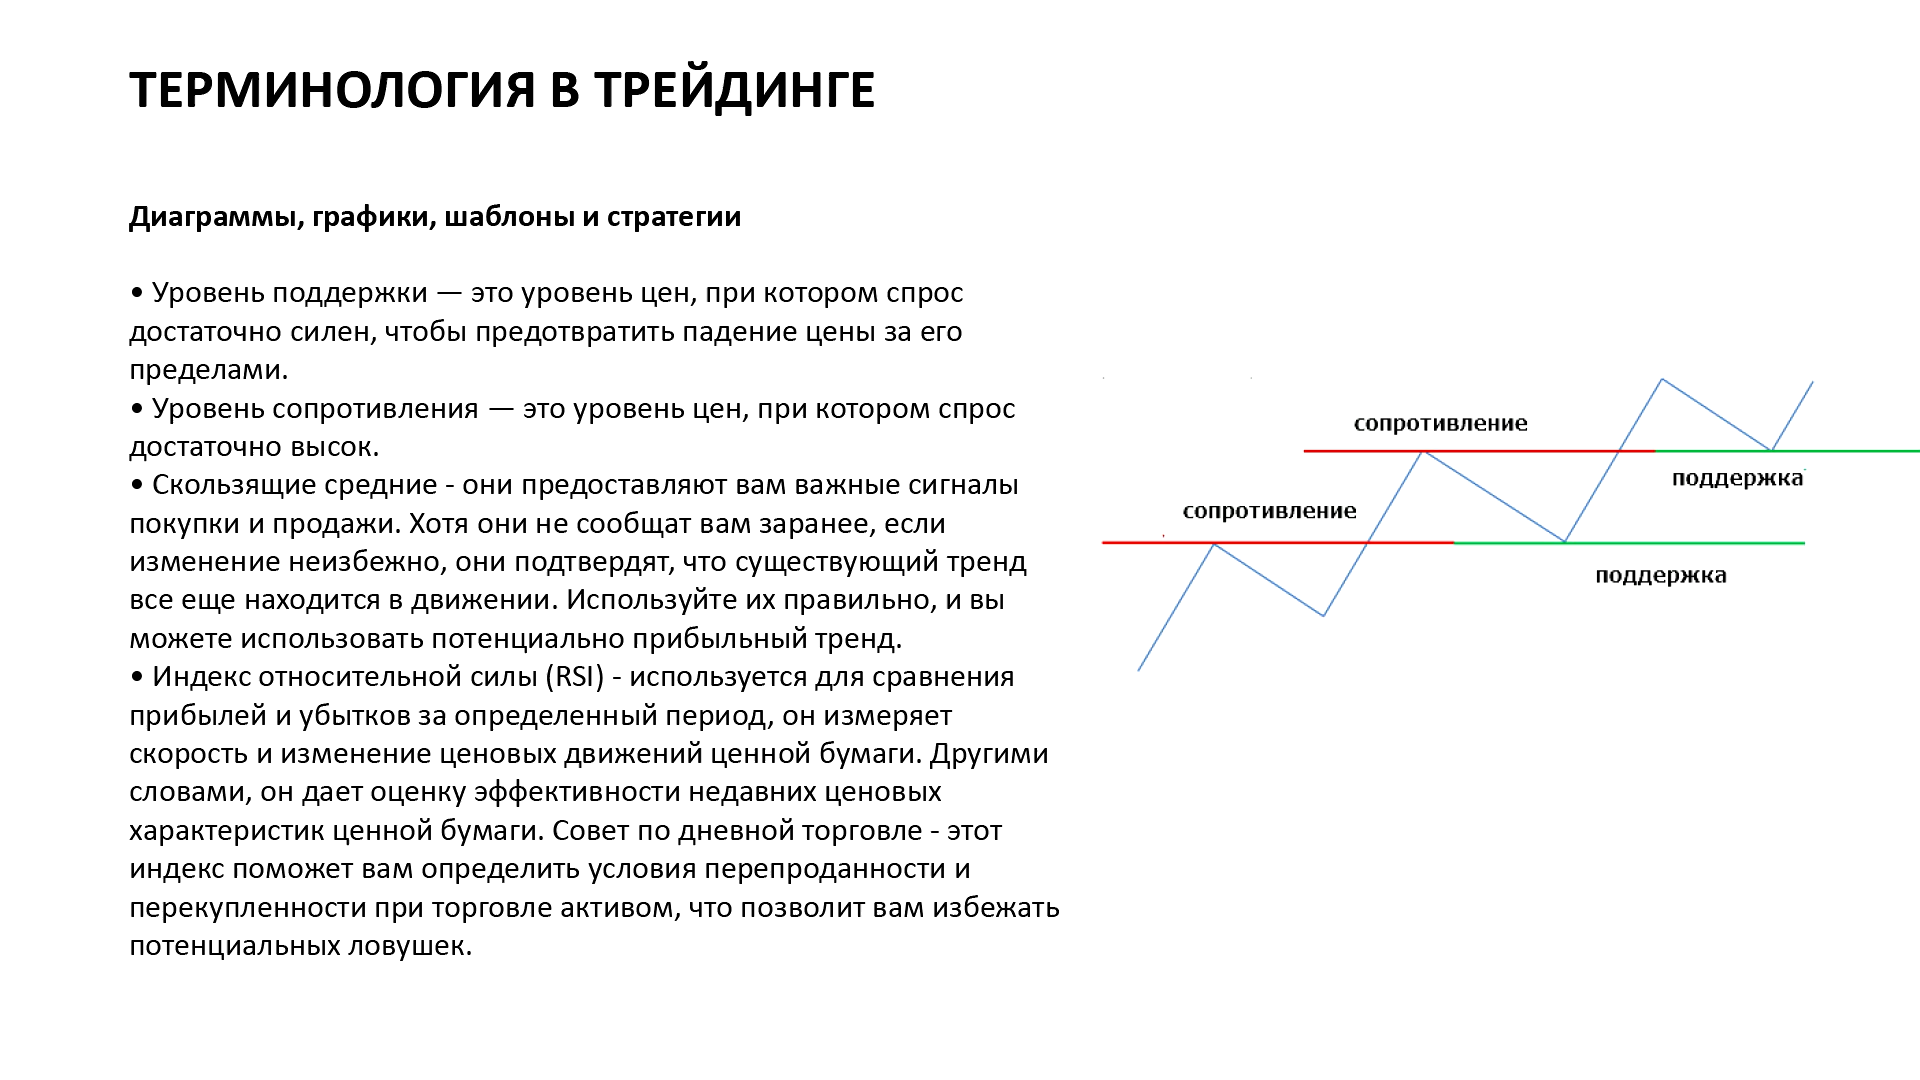 ТЕРМИНОЛОГИЯ В ТРЕЙДИНГЕ
Диаграммы, графики, шаблоны и стратегии
• Уровень поддержки — это уровень цен, при котором спрос
достаточно силен, чтобы предотвратить падение цены за его
пределами.
• Уровень сопротивления — это уровень цен, при котором спрос
достаточно высок.
• Скользящие средние - они предоставляют вам важные сигналы
покупки и продажи. Хотя они не сообщат вам заранее, если
изменение неизбежно, они подтвердят, что существующий тренд
все еще находится в движении. Используйте их правильно, и вы
можете использовать потенциально прибыльный тренд.
• Индекс относительной силы (RSI) - используется для сравнения
прибылей и убытков за определенный период, он измеряет
скорость и изменение ценовых движений ценной бумаги. Другими
словами, он дает оценку эффективности недавних ценовых
характеристик ценной бумаги. Совет по дневной торговле - этот
индекс поможет вам определить условия перепроданности и
перекупленности при торговле активом, что позволит вам избежать
потенциальных ловушек.
сопротивление
поддержка
сопротивление
поддержка